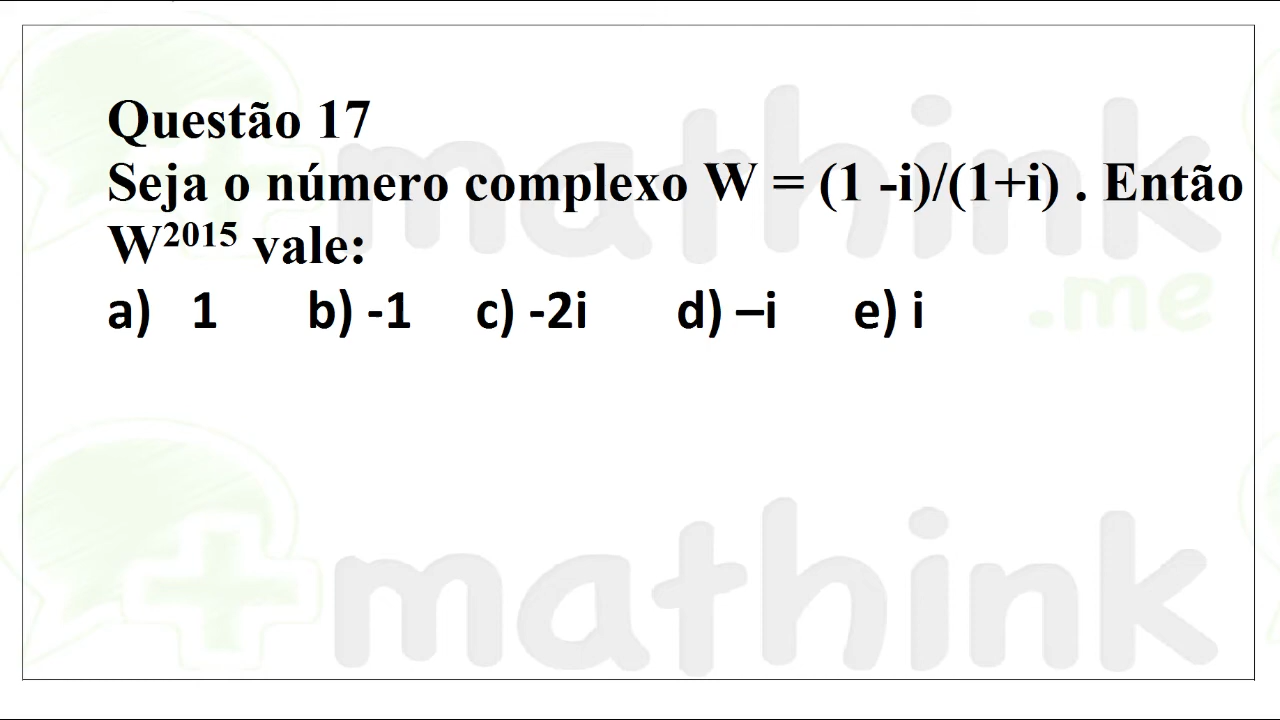 Questão 17
Seja o número complexo W = (1 -i)/(1+i) . Então
W²⁰¹⁵ vale:
a) 1 b) -1 c) -2i d) –i e) i
mathink
.me
mathink